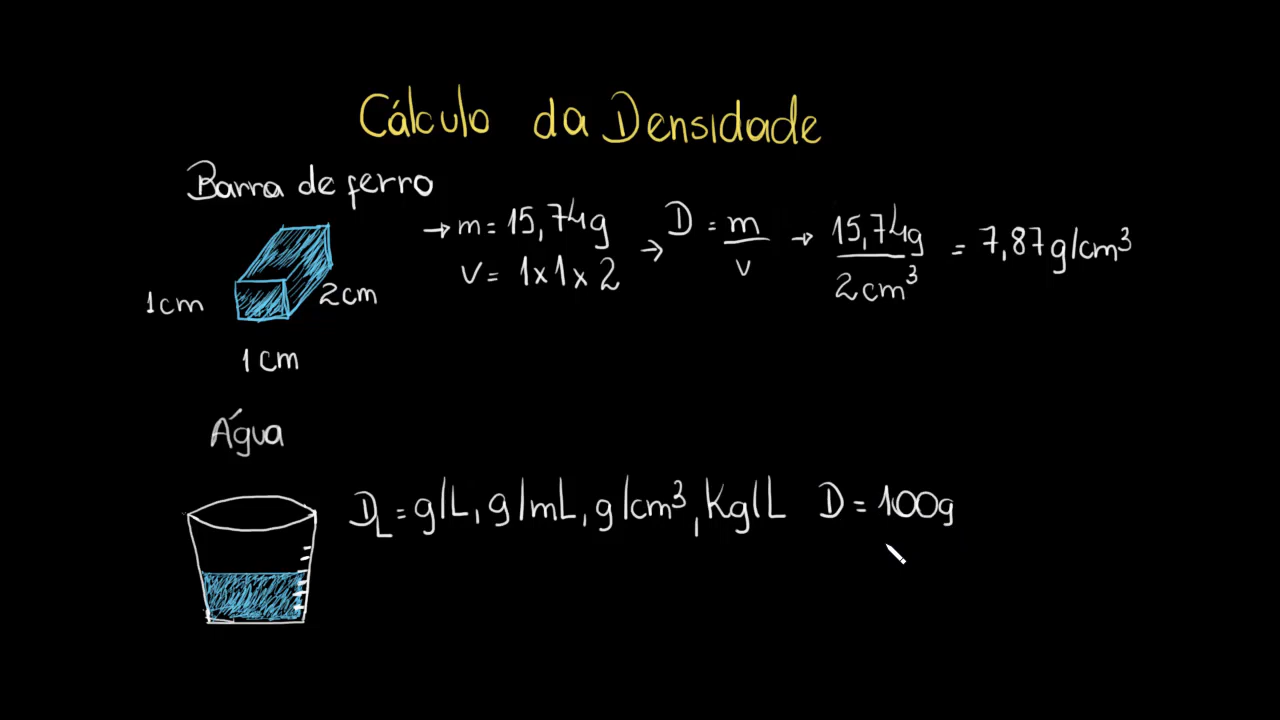 Cálculo da Densidade
Barra de ferro
→ m = 15,74g
V = 1x1x2
→ D = m/v → 15,74g/2cm³ = 7,87g/cm³
1cm
2cm
1cm
Água
D_L = g/L, g/mL, g/cm³, Kg/L D = 100g